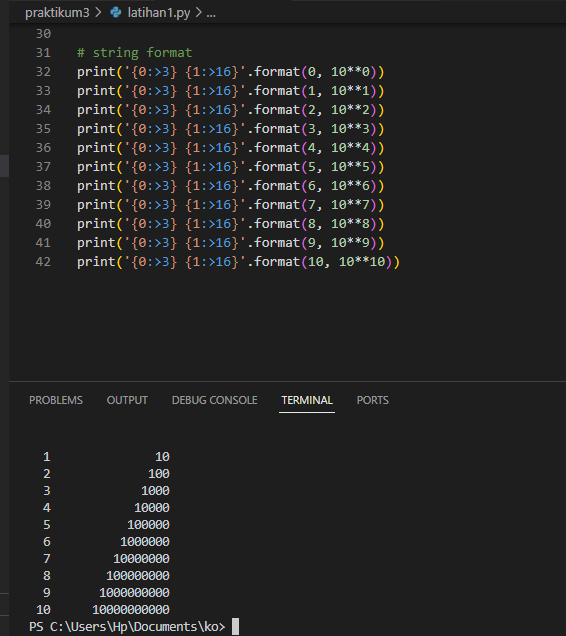 praktikum3 > latihan1.py > ...
30
31 # string format
32 print('{0:>3} {1:>16}'.format(0, 10**0))
33 print('{0:>3} {1:>16}'.format(1, 10**1))
34 print('{0:>3} {1:>16}'.format(2, 10**2))
35 print('{0:>3} {1:>16}'.format(3, 10**3))
36 print('{0:>3} {1:>16}'.format(4, 10**4))
37 print('{0:>3} {1:>16}'.format(5, 10**5))
38 print('{0:>3} {1:>16}'.format(6, 10**6))
39 print('{0:>3} {1:>16}'.format(7, 10**7))
40 print('{0:>3} {1:>16}'.format(8, 10**8))
41 print('{0:>3} {1:>16}'.format(9, 10**9))
42 print('{0:>3} {1:>16}'.format(10, 10**10))
PROBLEMS OUTPUT DEBUG CONSOLE TERMINAL PORTS
  1               10
  2              100
  3             1000
  4            10000
  5           100000
  6          1000000
  7         10000000
  8        100000000
  9       1000000000
 10      10000000000
PS C:\Users\Hp\Documents\ko>